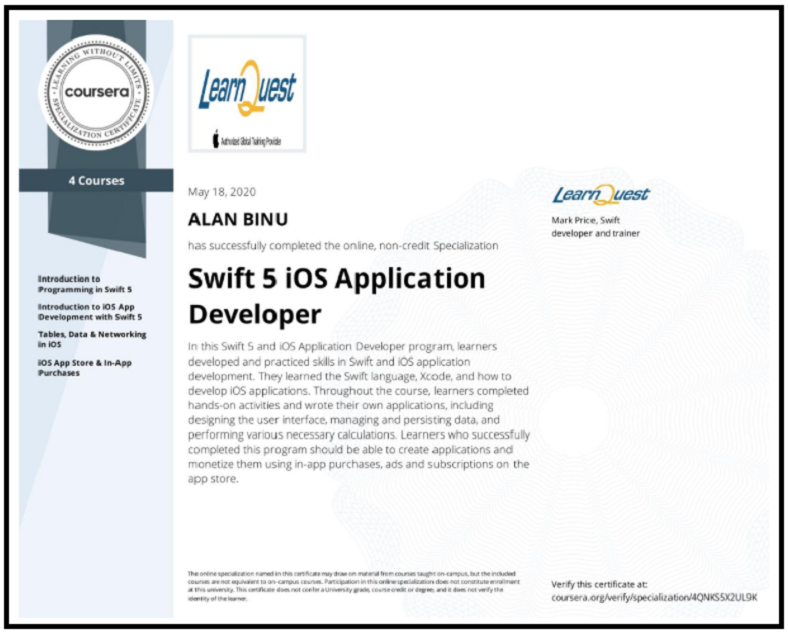 LEARNING WITHOUT LIMITS
coursera
SPECIALIZATION CERTIFICATE
4 Courses
Introduction to
Programming in Swift 5
Introduction to iOS App
Development with Swift 5
Tables, Data & Networking
in iOS
iOS App Store & In-App
Purchases
LearnQuest
Authorized Global Training Provider
May 18, 2020
ALAN BINU
has successfully completed the online, non-credit Specialization
Swift 5 iOS Application
Developer
In this Swift 5 and iOS Application Developer program, learners
developed and practiced skills in Swift and iOS application
development. They learned the Swift language, Xcode, and how to
develop iOS applications. Throughout the course, learners completed
hands-on activities and wrote their own applications, including
designing the user interface, managing and persisting data, and
performing various necessary calculations. Learners who successfully
completed this program should be able to create applications and
monetize them using in-app purchases, ads and subscriptions on the
app store.
LearnQuest
Mark Price, Swift
developer and trainer
The online specialization named in this certificate may draw on material from courses taught on-campus, but the included
courses are not equivalent to on-campus courses. Participation in this online specialization does not constitute enrollment
at this university. This certificate does not confer a University grade, course credit or degree, and it does not verify the
identity of the learner.
Verify this certificate at:
coursera.org/verify/specialization/4QNKS5X2UL9K